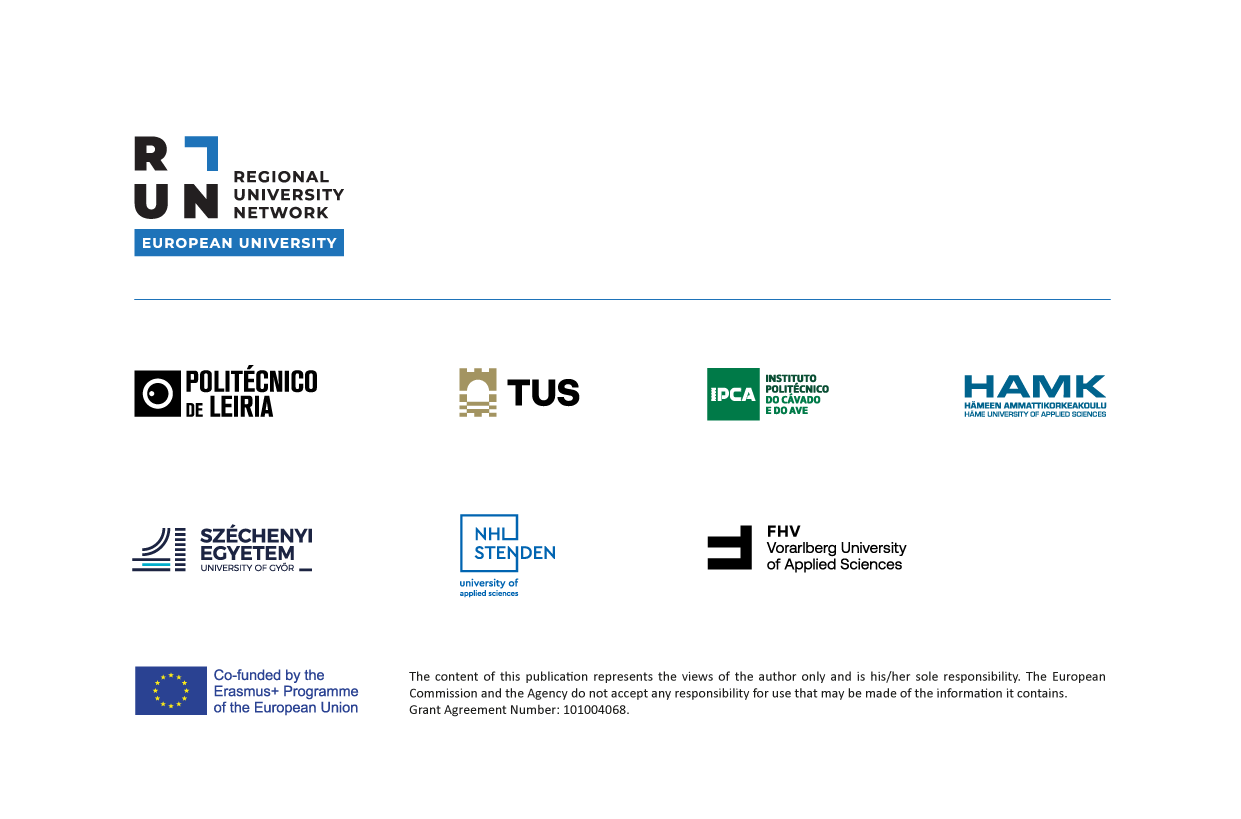 R
UN
REGIONAL
UNIVERSITY
NETWORK
EUROPEAN UNIVERSITY
POLITÉCNICO
DE LEIRIA
TUS
IPCA
INSTITUTO
POLITÉCNICO
DO CÁVADO
E DO AVE
HAMK
HÄMEEN AMMATTIKORKEAKOULU
HÄME UNIVERSITY OF APPLIED SCIENCES
SZÉCHENYI
EGYETEM
UNIVERSITY OF GYŐR
NHL
STENDEN
university of
applied sciences
FHV
Vorarlberg University
of Applied Sciences
Co-funded by the
Erasmus+ Programme
of the European Union
The content of this publication represents the views of the author only and is his/her sole responsibility. The European
Commission and the Agency do not accept any responsibility for use that may be made of the information it contains.
Grant Agreement Number: 101004068.